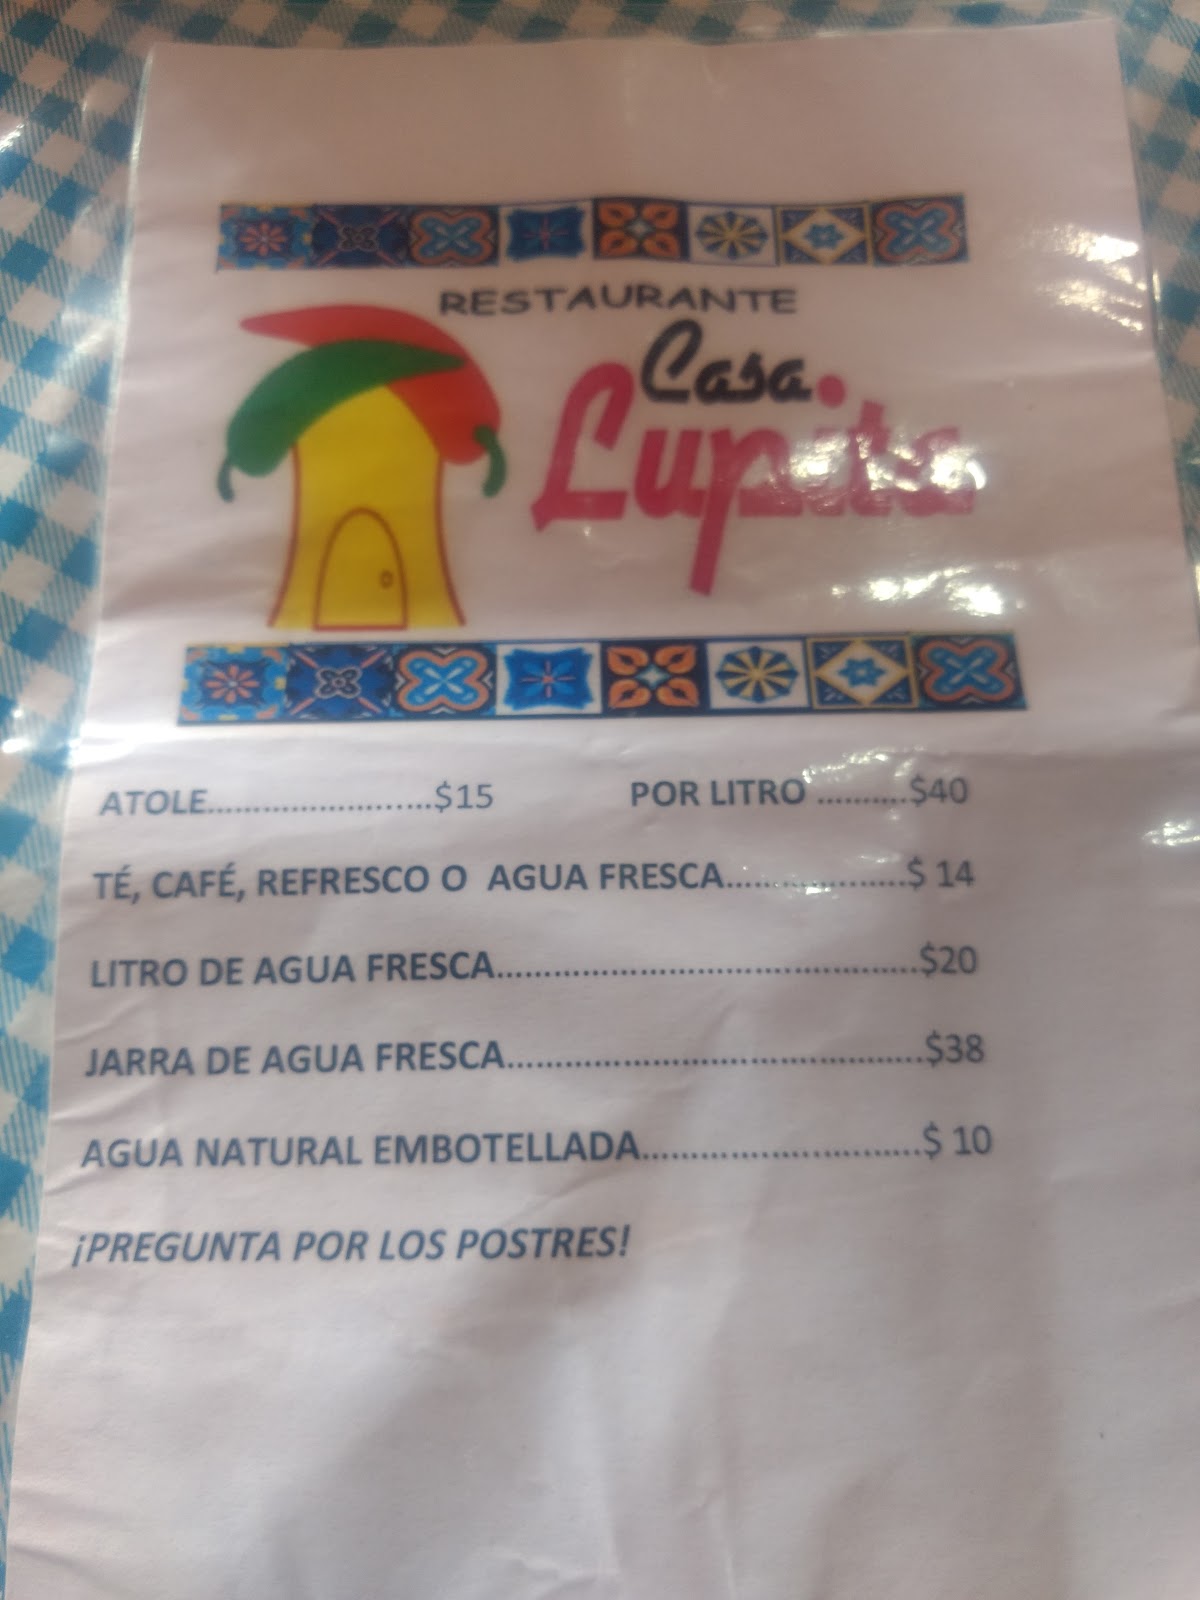 RESTAURANTE
Casa
Lupita
ATOLE........................$15 POR LITRO ..........$40
TÉ, CAFÉ, REFRESCO O AGUA FRESCA...................$ 14
LITRO DE AGUA FRESCA.............................................$20
JARRA DE AGUA FRESCA............................................$38
AGUA NATURAL EMBOTELLADA..............................$ 10
¡PREGUNTA POR LOS POSTRES!